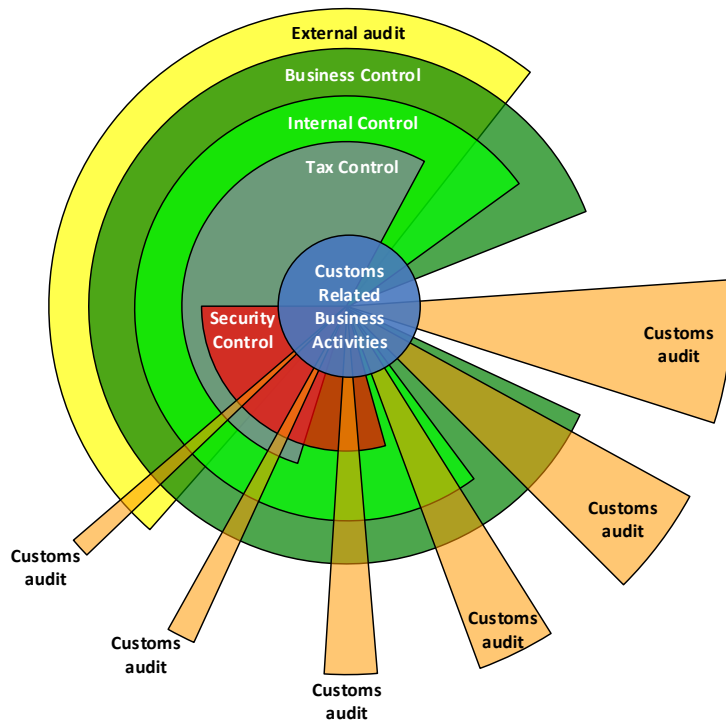 External audit
Business Control
Internal Control
Tax Control
Customs
Related
Business
Activities
Security
Control
Customs
audit
Customs
audit
Customs
audit
Customs
audit
Customs
audit
Customs
audit